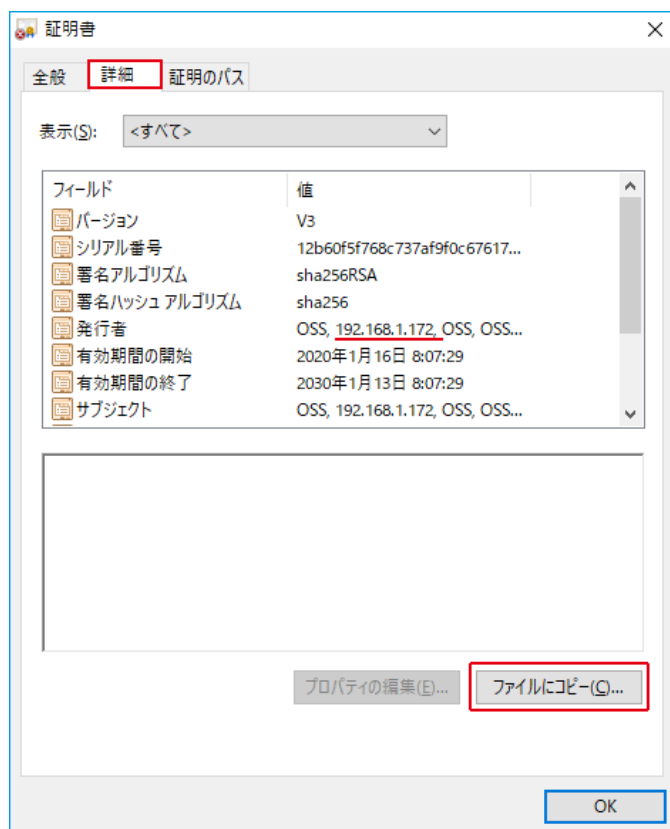 証明書
全般 詳細 証明のパス
表示(S): <すべて>
フィールド 値
バージョン V3
シリアル番号 12b60f5f768c737af9f0c67617...
署名アルゴリズム sha256RSA
署名ハッシュ アルゴリズム sha256
発行者 OSS, 192.168.1.172, OSS, OSS...
有効期間の開始 2020年1月16日 8:07:29
有効期間の終了 2030年1月13日 8:07:29
サブジェクト OSS, 192.168.1.172, OSS, OSS...
プロパティの編集(E)... ファイルにコピー(C)...
OK